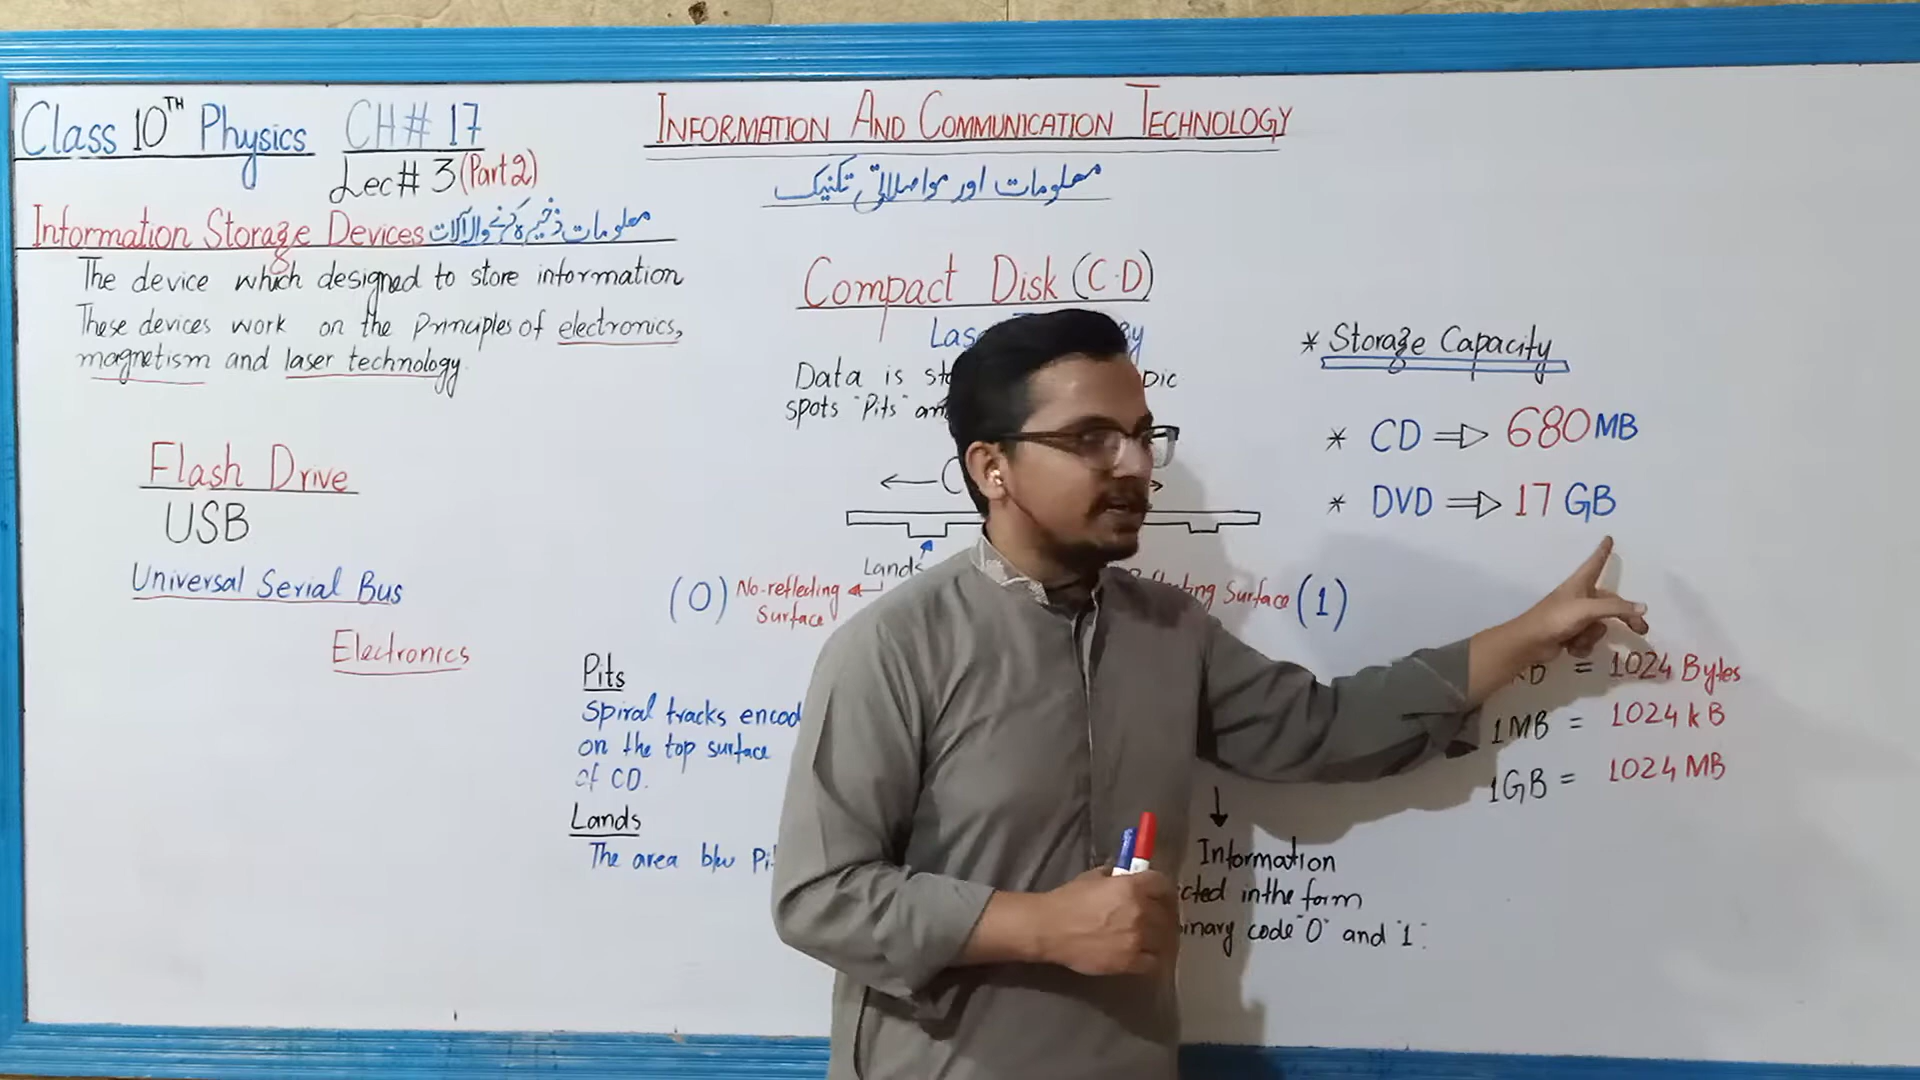 Class 10TH Physics
CH# 17
Lec# 3 (Part 2)
INFORMATION AND COMMUNICATION TECHNOLOGY
معلومات اور مواصلاتی تکنیک
Information Storage Devices معلومات ذخیرہ کرنے والا آلات
The device which designed to store information
These devices work on the principles of electronics,
magnetism and laser technology.
Flash Drive
USB
Universal Serial Bus
Electronics
Compact Disk (C.D)
Data is
spots "Pits"
Lands
(0) No-reflecting
Surface
Surface (1)
Pits
Spiral tracks
on the top surface
of CD.
Lands
The area b/w
Information
in the form
code "0" and "1".
* Storage Capacity
* CD ⇒ 680 MB
* DVD ⇒ 17 GB
= 1024 Bytes
1MB = 1024 kB
1GB = 1024 MB